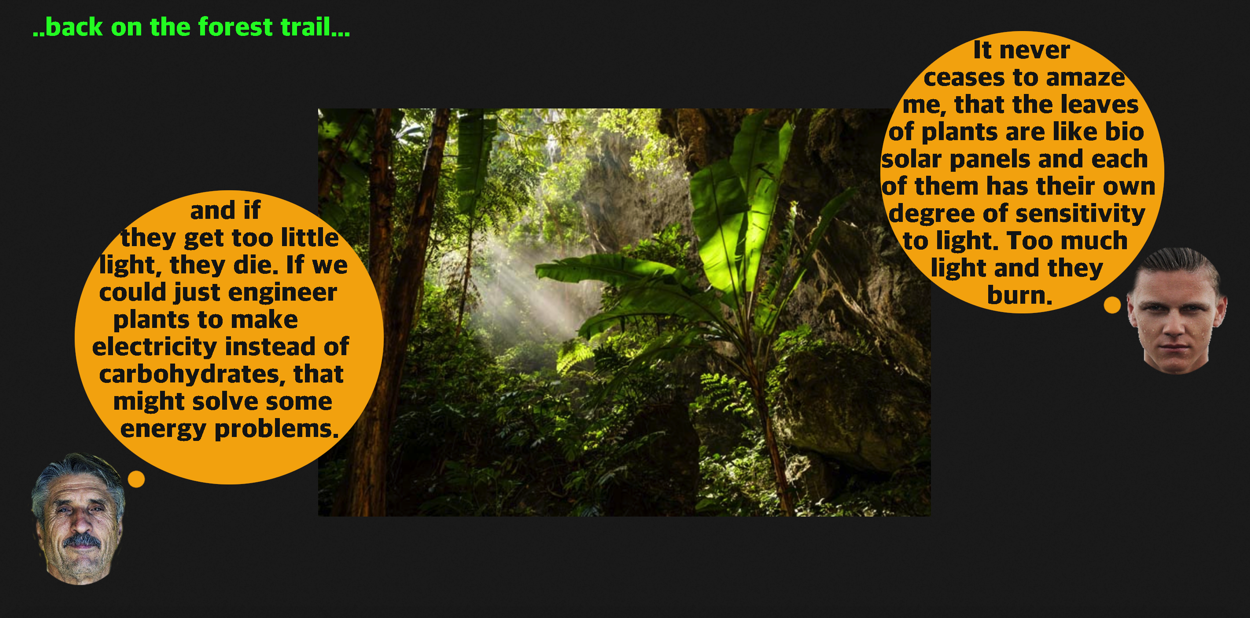 ..back on the forest trail...
It never
ceases to amaze
me, that the leaves
of plants are like bio
solar panels and each
of them has their own
degree of sensitivity
to light. Too much
light and they
burn.
and if
they get too little
light, they die. If we
could just engineer
plants to make
electricity instead of
carbohydrates, that
might solve some
energy problems.